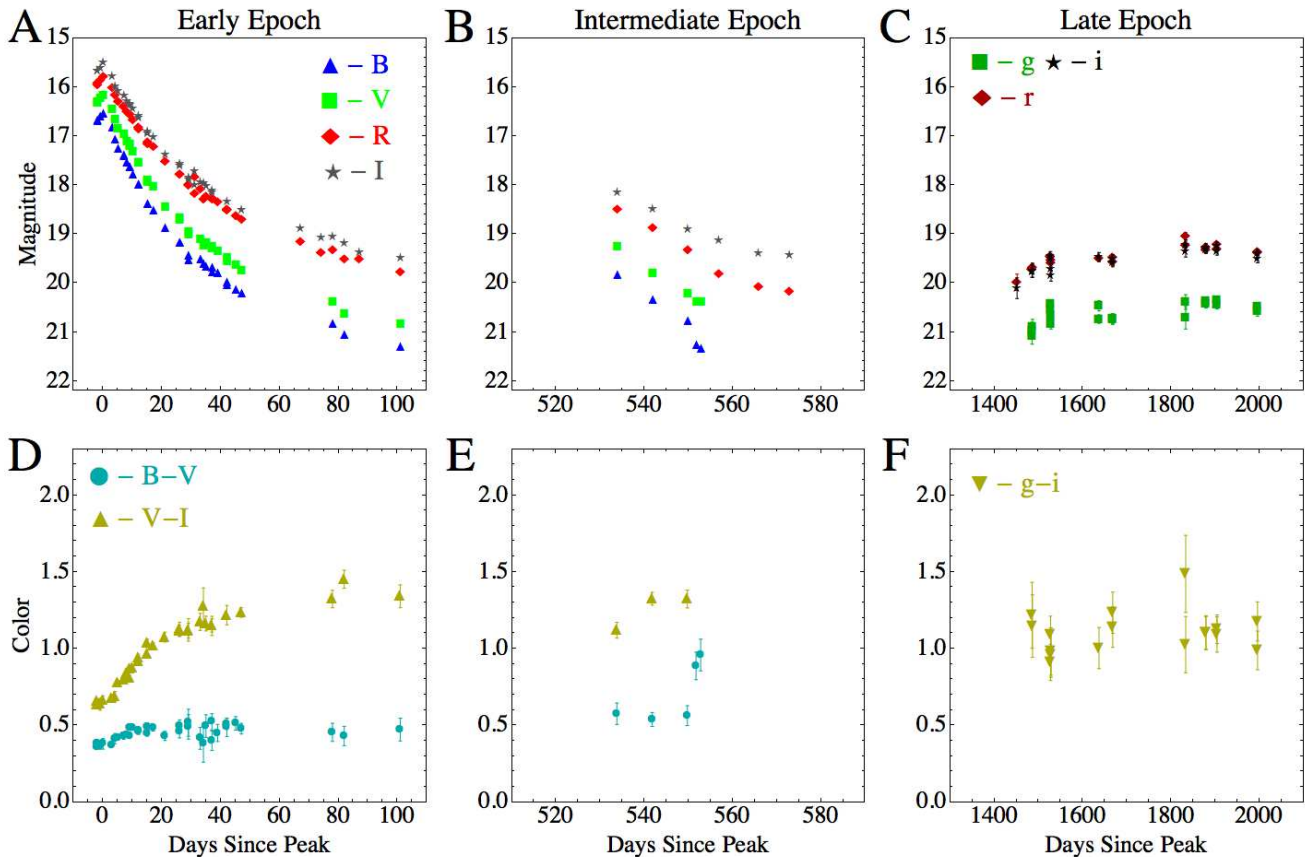 A Early Epoch
B Intermediate Epoch
C Late Epoch
Magnitude
15
16
17
18
19
20
21
22
– B
– V
– R
– I
0 20 40 60 80 100
15
16
17
18
19
20
21
22
520 540 560 580
15
16
17
18
19
20
21
22
– g – i
– r
1400 1600 1800 2000
D
Color
2.0
1.5
1.0
0.5
0.0
– B–V
– V–I
0 20 40 60 80 100
Days Since Peak
E
2.0
1.5
1.0
0.5
0.0
520 540 560 580
Days Since Peak
F
2.0
1.5
1.0
0.5
0.0
– g–i
1400 1600 1800 2000
Days Since Peak